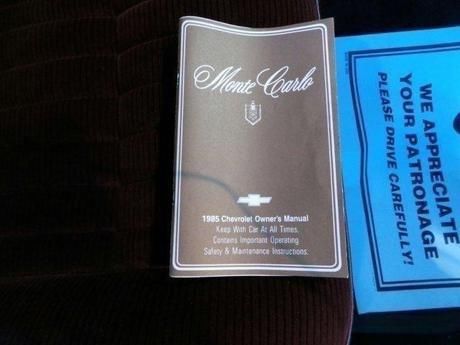 Monte Carlo
1985 Chevrolet Owner's Manual
Keep With Car At All Times.
Contains Important Operating
Safety & Maintenance Instructions.
WE APPRECIATE
YOUR PATRONAGE
PLEASE DRIVE CAREFULLY!